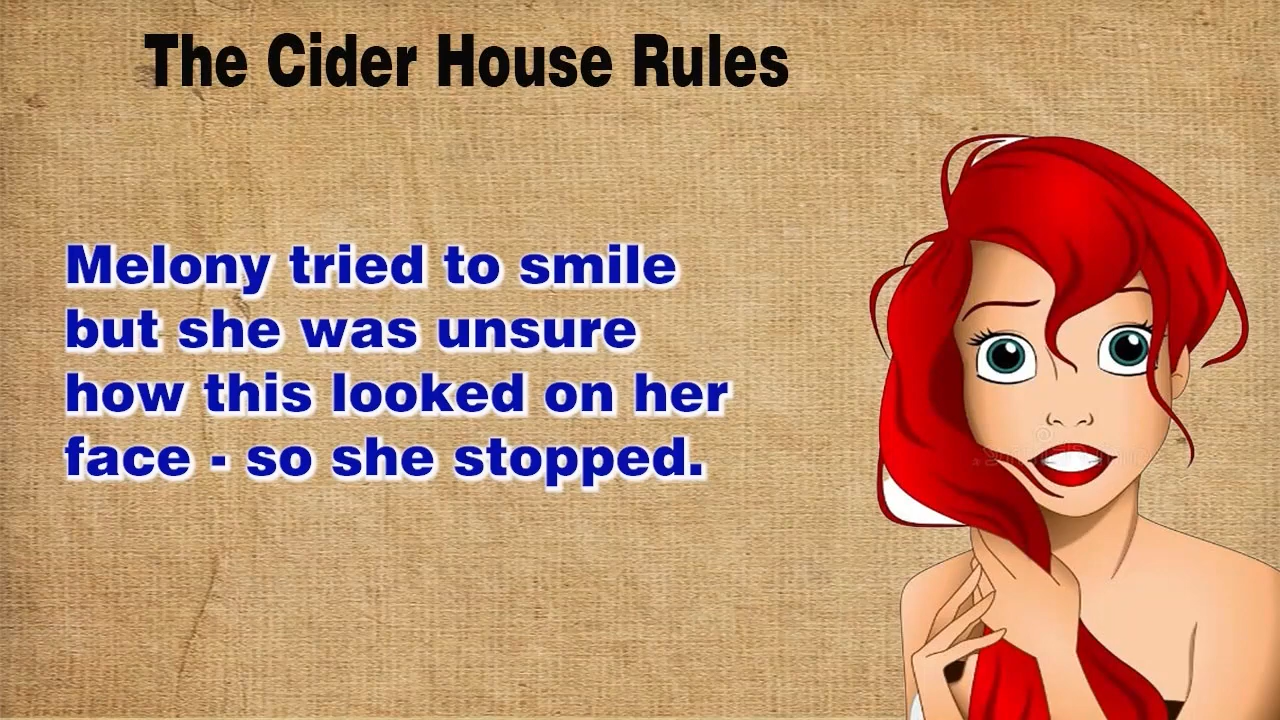 The Cider House Rules
Melony tried to smile
but she was unsure
how this looked on her
face - so she stopped.